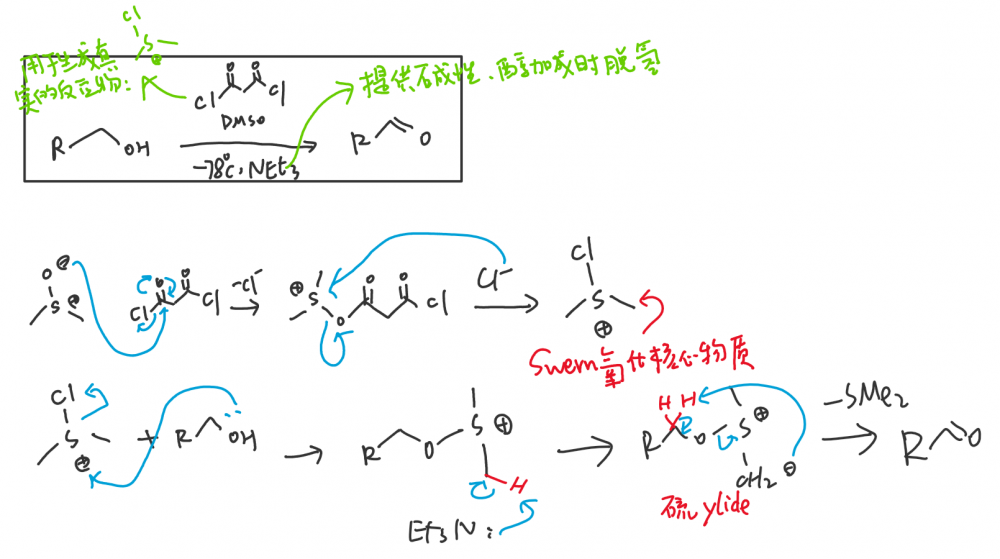 Cl
S
⊕
用于生成真
实的反应物:
O O
Cl Cl
DMSO
-78°C, NEt3
提供碱性、醇加成时脱氢
R OH
R O
O⊖
S⊕
O O
Cl Cl
-Cl-
⊕
S
O
O O
Cl
Cl-
Cl
S
⊕
Swern氧化核心物质
Cl
S
⊕
+
R OH
R O S ⊕
H
Et3N:
H H
R O S ⊕
CH2 ⊖
硫 ylide
-SMe2
R O